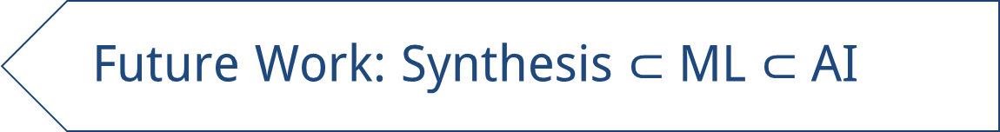 Future Work: Synthesis ⊂ ML ⊂ AI